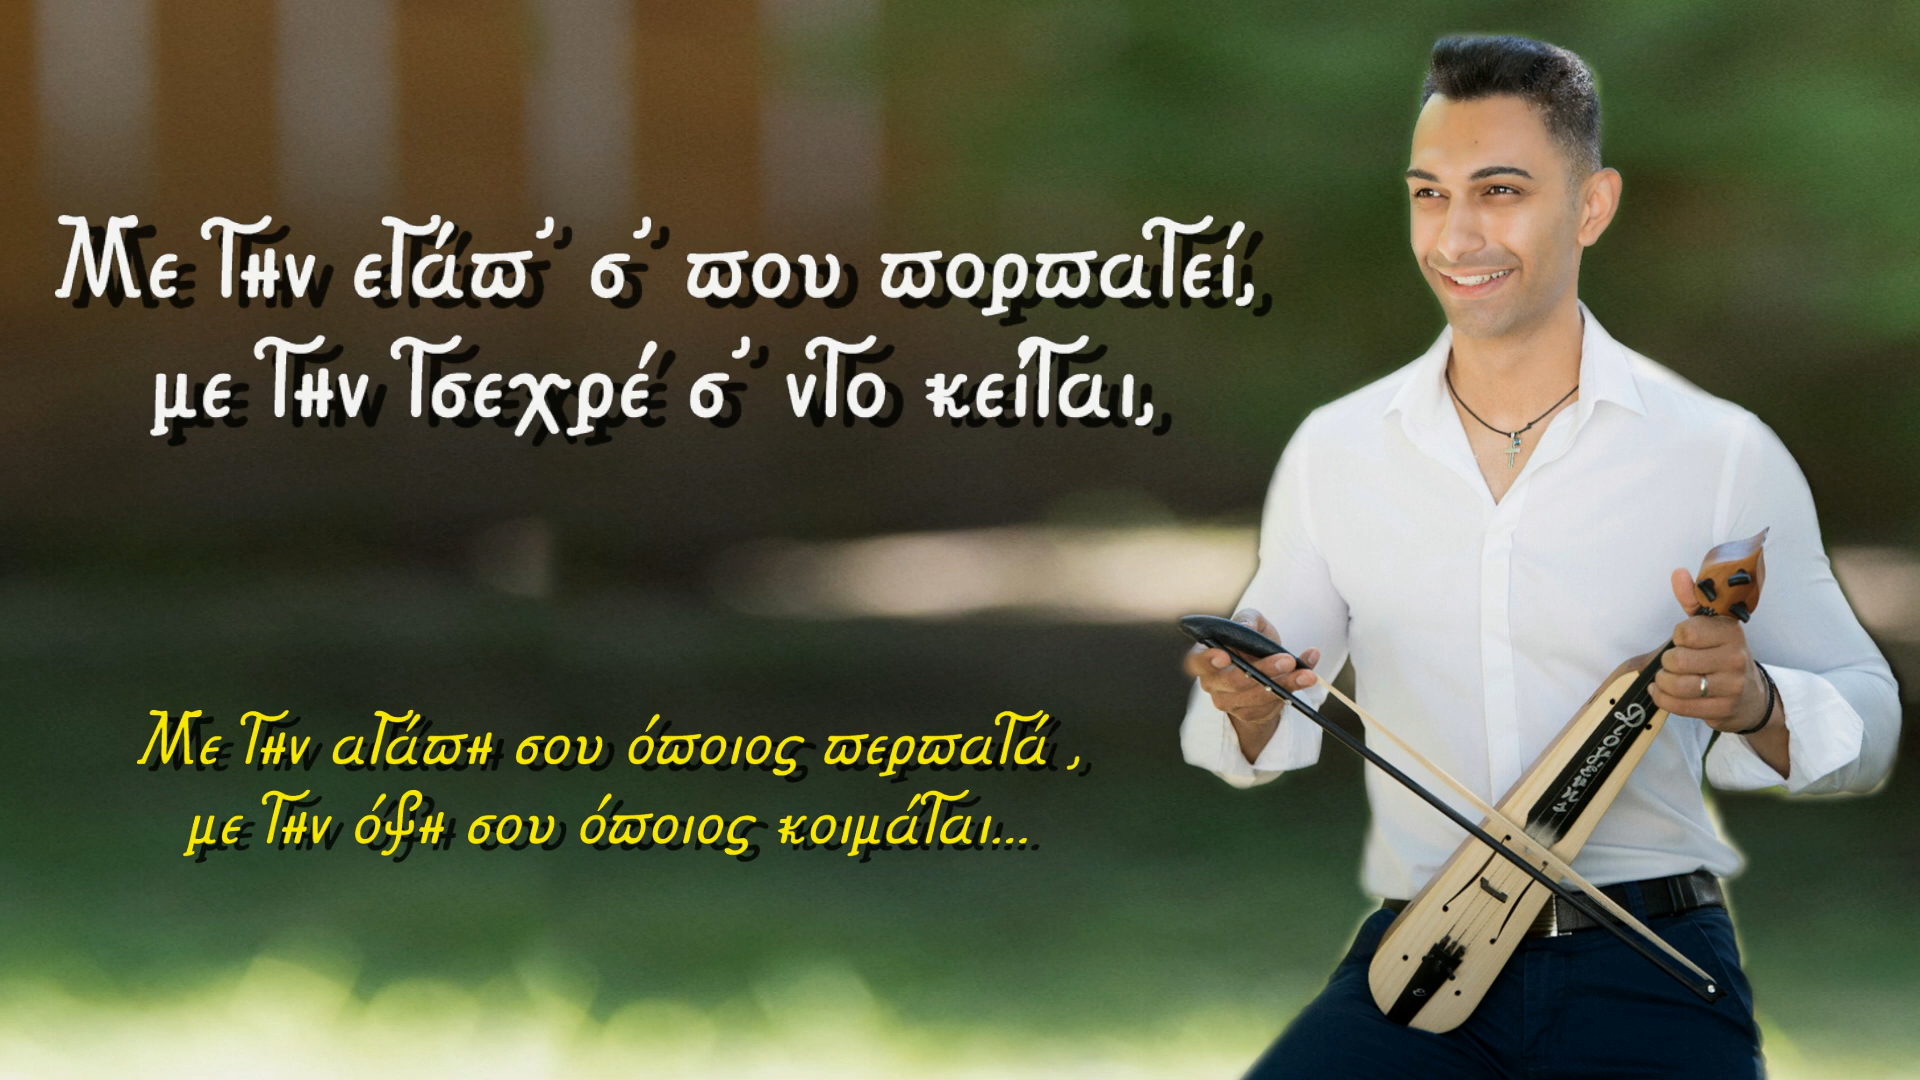 Με την εγάπ' σ' που πορπατεί,
με την τσεχρέ σ' ντο κείται,
Με την αγάπη σου όποιος περπατά ,
με την όψη σου όποιος κοιμάται...